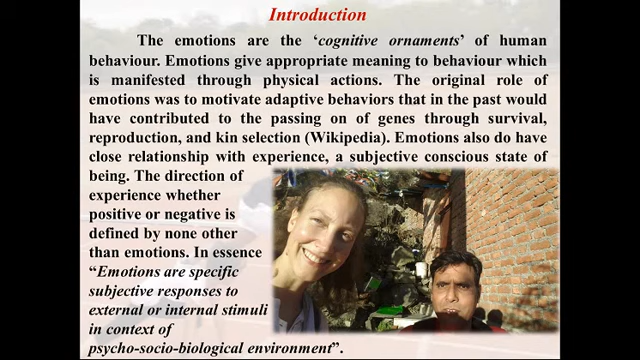 Introduction
The emotions are the ‘cognitive ornaments’ of human
behaviour. Emotions give appropriate meaning to behaviour which
is manifested through physical actions. The original role of
emotions was to motivate adaptive behaviors that in the past would
have contributed to the passing on of genes through survival,
reproduction, and kin selection (Wikipedia). Emotions also do have
close relationship with experience, a subjective conscious state of
being. The direction of
experience whether
positive or negative is
defined by none other
than emotions. In essence
“Emotions are specific
subjective responses to
external or internal stimuli
in context of
psycho-socio-biological environment”.